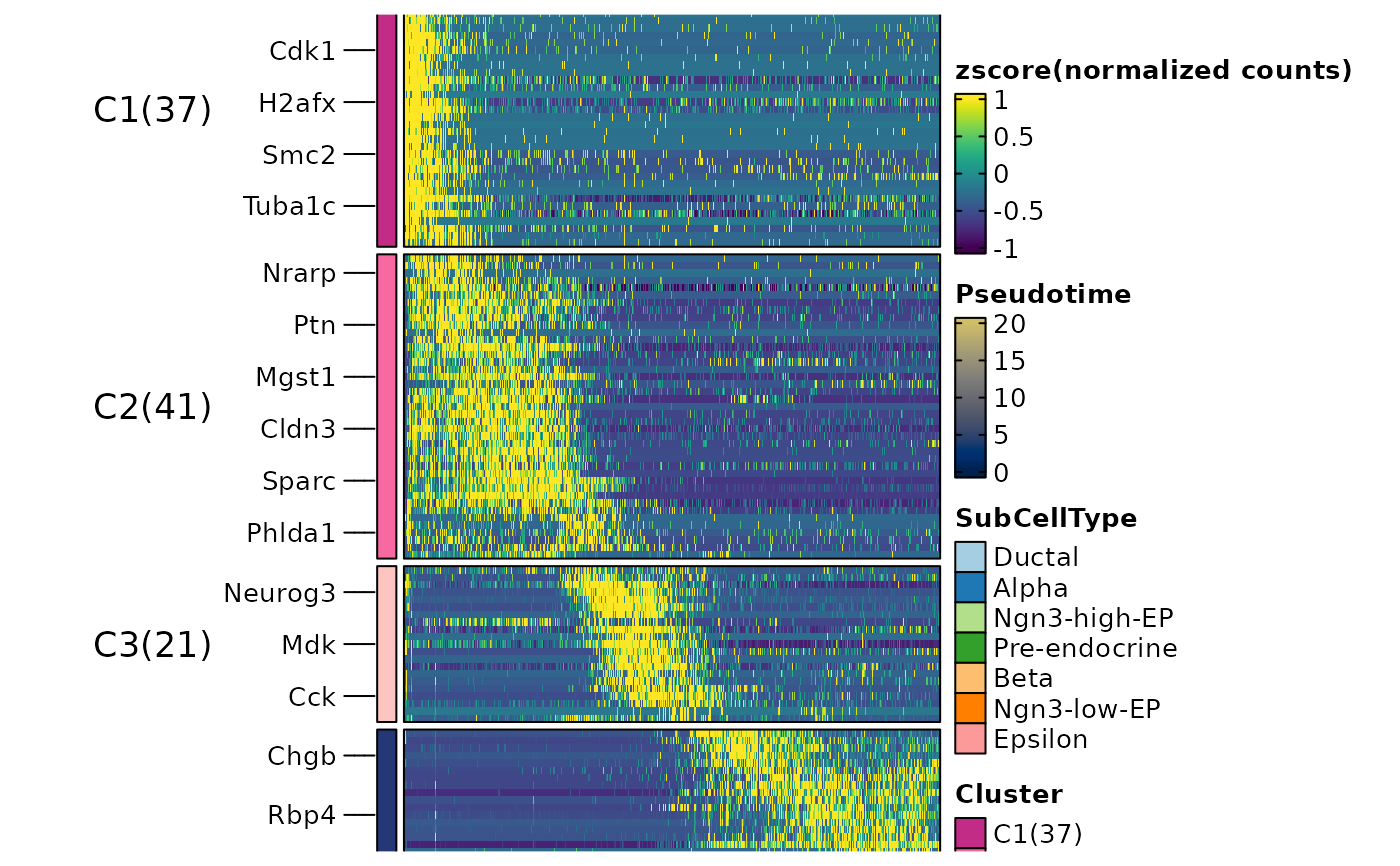 C1(37)
Cdk1
H2afx
Smc2
Tuba1c
C2(41)
Nrarp
Ptn
Mgst1
Cldn3
Sparc
Phlda1
C3(21)
Neurog3
Mdk
Cck
Chgb
Rbp4
zscore(normalized counts)
1
0.5
0
-0.5
-1
Pseudotime
20
15
10
5
0
SubCellType
Ductal
Alpha
Ngn3-high-EP
Pre-endocrine
Beta
Ngn3-low-EP
Epsilon
Cluster
C1(37)